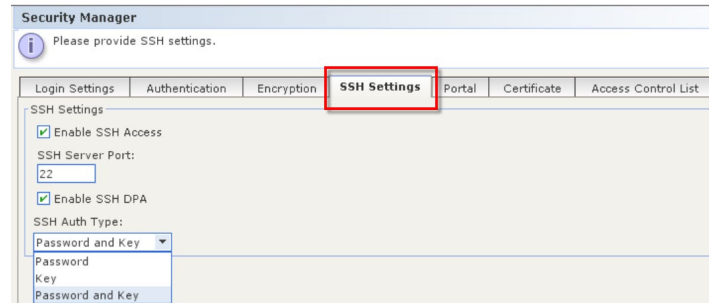 Security Manager
Please provide SSH settings.
Login Settings Authentication Encryption SSH Settings Portal Certificate Access Control List
SSH Settings
Enable SSH Access
SSH Server Port:
22
Enable SSH DPA
SSH Auth Type:
Password and Key
Password
Key
Password and Key